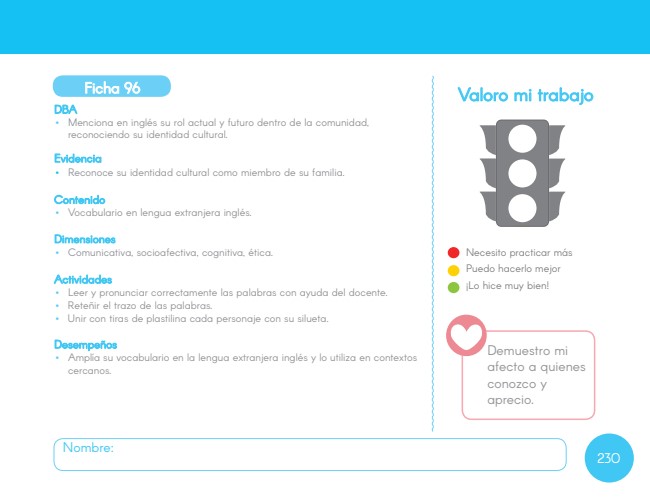 Ficha 96
DBA
• Menciona en inglés su rol actual y futuro dentro de la comunidad,
reconociendo su identidad cultural.
Evidencia
• Reconoce su identidad cultural como miembro de su familia.
Contenido
• Vocabulario en lengua extranjera inglés.
Dimensiones
• Comunicativa, socioafectiva, cognitiva, ética.
Actividades
• Leer y pronunciar correctamente las palabras con ayuda del docente.
• Reteñir el trazo de las palabras.
• Unir con tiras de plastilina cada personaje con su silueta.
Desempeños
• Amplía su vocabulario en la lengua extranjera inglés y lo utiliza en contextos
cercanos.
Valoro mi trabajo
Necesito practicar más
Puedo hacerlo mejor
¡Lo hice muy bien!
Demuestro mi
afecto a quienes
conozco y
aprecio.
Nombre:
230